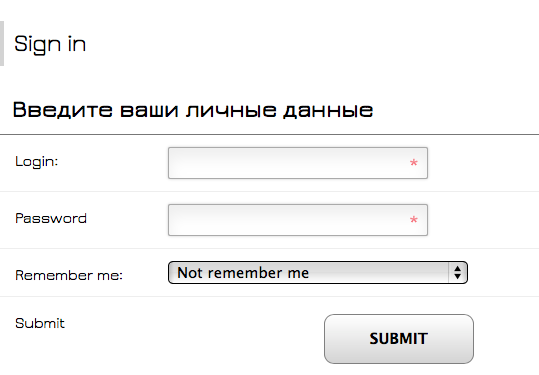 Sign in
Введите ваши личные данные
Login:
*
Password
*
Remember me:
Not remember me
Submit
SUBMIT